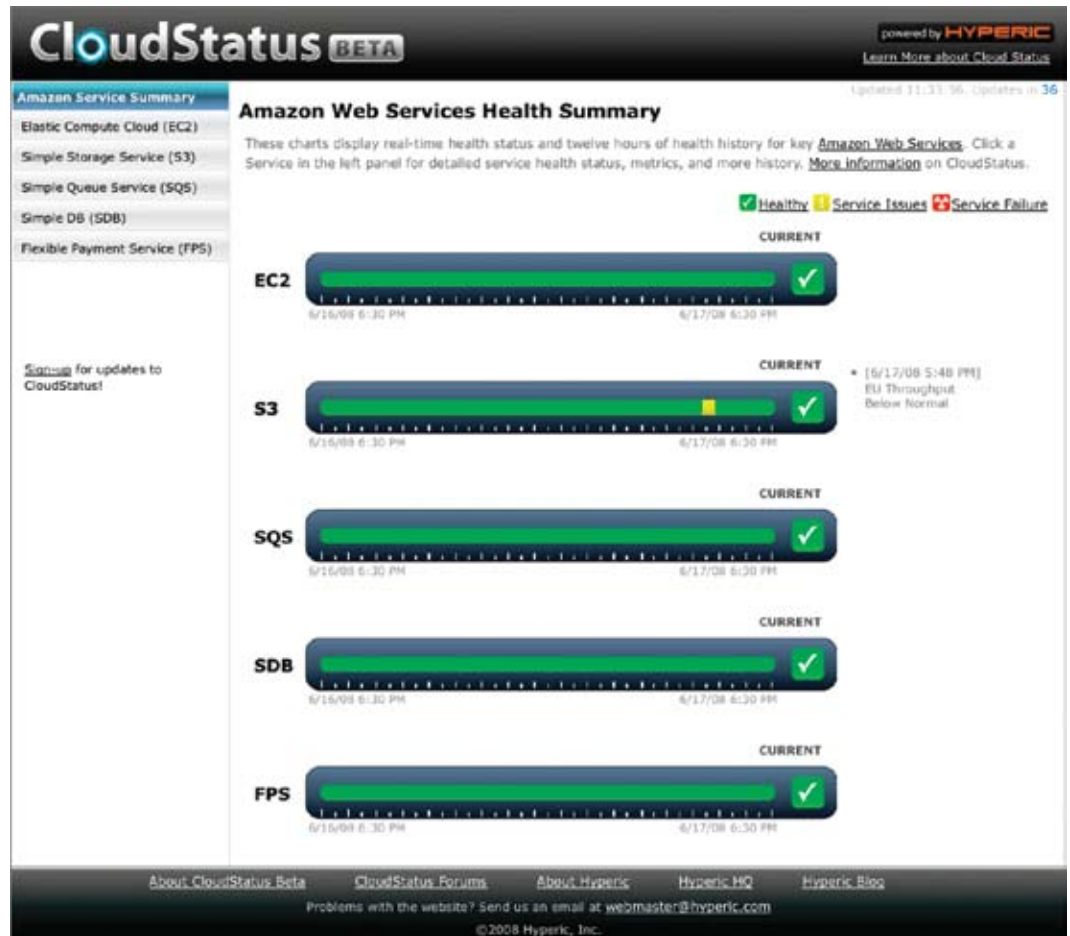 CloudStatus BETA
powered by HYPERIC
Learn More about Cloud Status
Amazon Service Summary
Elastic Compute Cloud (EC2)
Simple Storage Service (S3)
Simple Queue Service (SQS)
Simple DB (SDB)
Flexible Payment Service (FPS)
Sign-up for updates to
CloudStatus!
Updated 11:33:36. Updates in 36
Amazon Web Services Health Summary
These charts display real-time health status and twelve hours of health history for key Amazon Web Services. Click a
Service in the left panel for detailed service health status, metrics, and more history. More information on CloudStatus.
Healthy Service Issues Service Failure
CURRENT
EC2
6/16/08 6:30 PM 6/17/08 6:30 PM
CURRENT
S3
6/16/08 6:30 PM 6/17/08 6:30 PM
• [6/17/08 5:48 PM]
EU Throughput
Below Normal
CURRENT
SQS
6/16/08 6:30 PM 6/17/08 6:30 PM
CURRENT
SDB
6/16/08 6:30 PM 6/17/08 6:30 PM
CURRENT
FPS
6/16/08 6:30 PM 6/17/08 6:30 PM
About CloudStatus Beta CloudStatus Forums About Hyperic Hyperic HQ Hyperic Blog
Problems with the website? Send us an email at webmaster@hyperic.com
©2008 Hyperic, Inc.